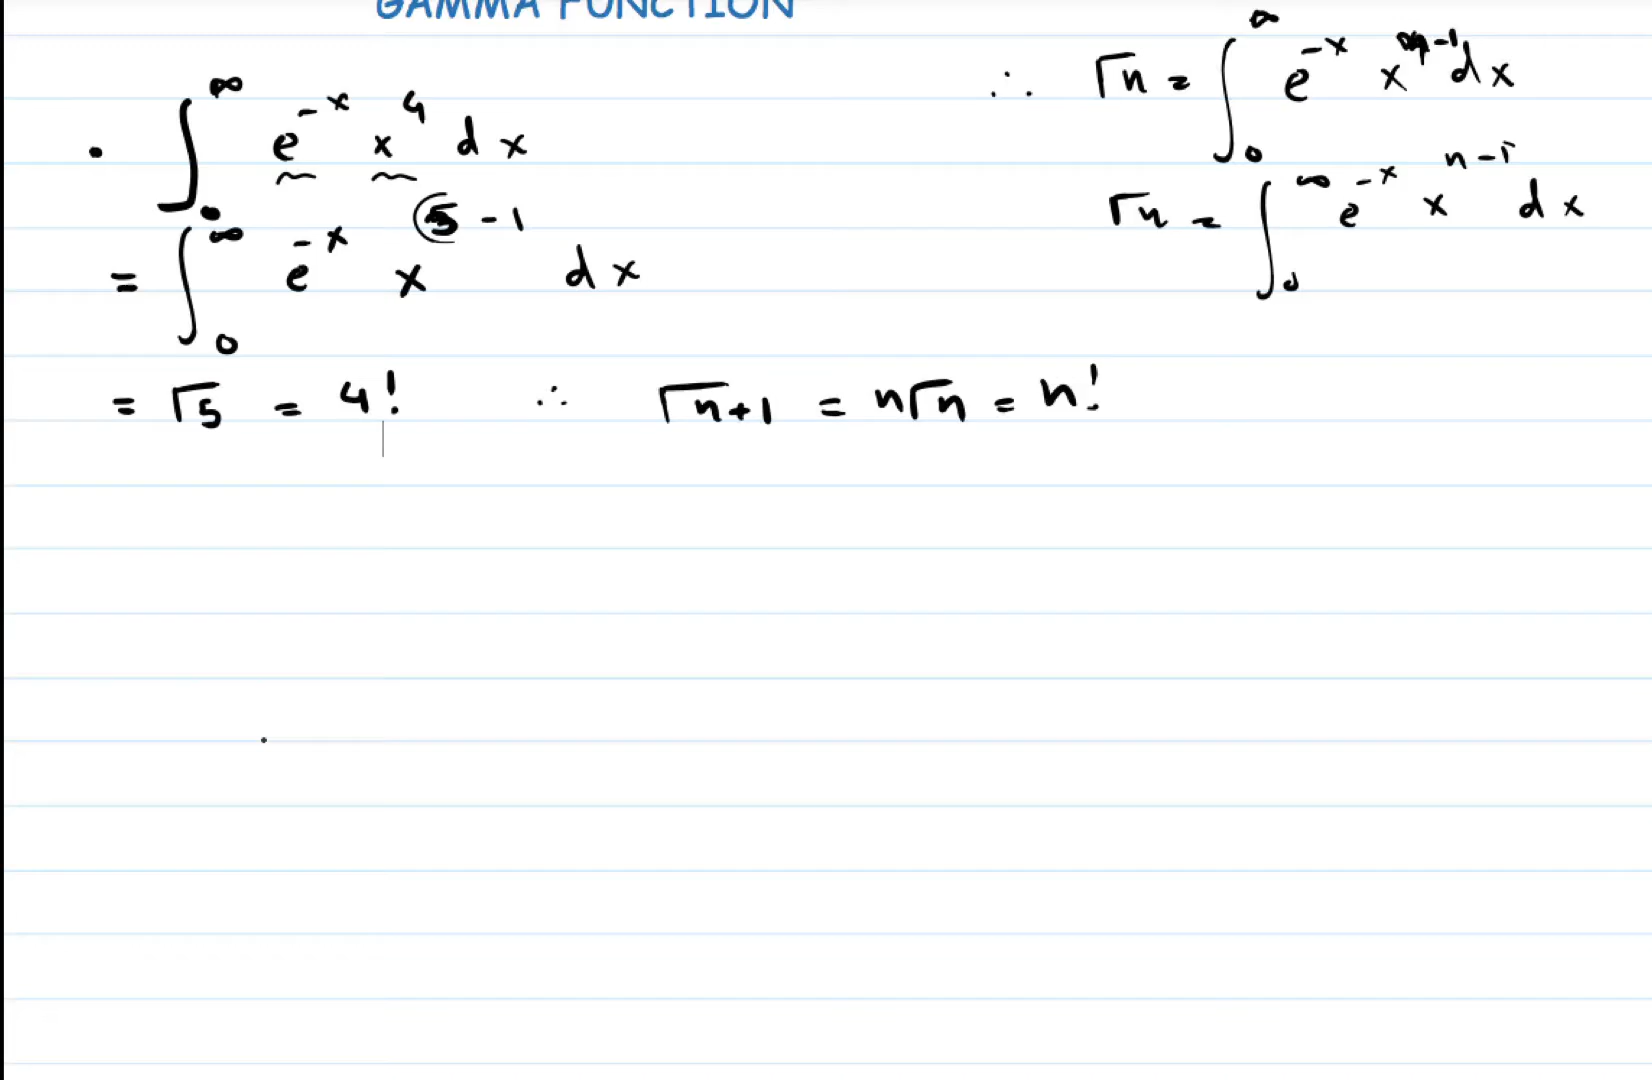 GAMMA FUNCTION
• ∫₀^∞ e^{-x} x^4 dx
= ∫₀^∞ e^{-x} x^{5-1} dx
= Γ5 = 4! ∵ Γn+1 = nΓn = n!
∴ Γn = ∫₀^∞ e^{-x} x^{n-1} dx
Γn = ∫₀^∞ e^{-x} x^{n-1} dx